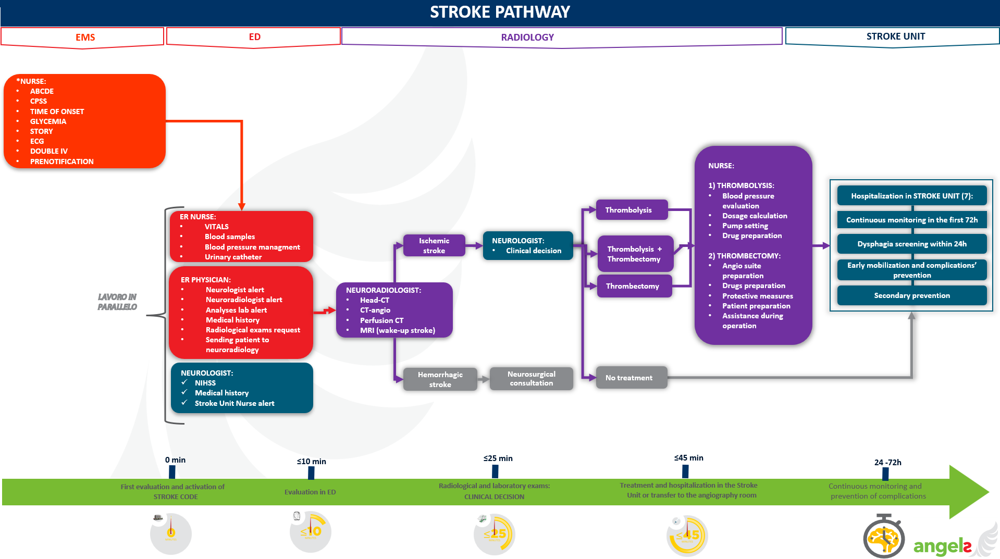 STROKE PATHWAY
EMS
ED
RADIOLOGY
STROKE UNIT
*NURSE:
• ABCDE
• CPSS
• TIME OF ONSET
• GLYCEMIA
• STORY
• ECG
• DOUBLE IV
• PRENOTIFICATION
LAVORO IN
PARALLELO
ER NURSE:
• VITALS
• Blood samples
• Blood pressure managment
• Urinary catheter
ER PHYSICIAN:
• Neurologist alert
• Neuroradiologist alert
• Analyses lab alert
• Medical history
• Radiological exams request
• Sending patient to
neuroradiology
NEUROLOGIST:
✓ NIHSS
✓ Medical history
✓ Stroke Unit Nurse alert
NEURORADIOLOGIST:
• Head-CT
• CT-angio
• Perfusion CT
• MRI (wake-up stroke)
Ischemic
stroke
Hemorrhagic
stroke
Neurosurgical
consultation
NEUROLOGIST:
• Clinical decision
Thrombolysis
Thrombolysis +
Thrombectomy
Thrombectomy
No treatment
NURSE:
1) THROMBOLYSIS:
• Blood pressure
evaluation
• Dosage calculation
• Pump setting
• Drug preparation
2) THROMBECTOMY:
• Angio suite
preparation
• Drugs preparation
• Protective measures
• Patient preparation
• Assistance during
operation
Hospitalization in STROKE UNIT (7):
Continuous monitoring in the first 72h
Dysphagia screening within 24h
Early mobilization and complications’
prevention
Secondary prevention
0 min
≤10 min
≤25 min
≤45 min
24 -72h
First evaluation and activation of
STROKE CODE
Evaluation in ED
Radiological and laboratory exams:
CLINICAL DECISION
Treatment and hospitalization in the Stroke
Unit or transfer to the angiography room
Continuous monitoring and
prevention of complications
0
MINUTES
≤10
MINUTES
≤25
MINUTES
≤45
MINUTES
angels